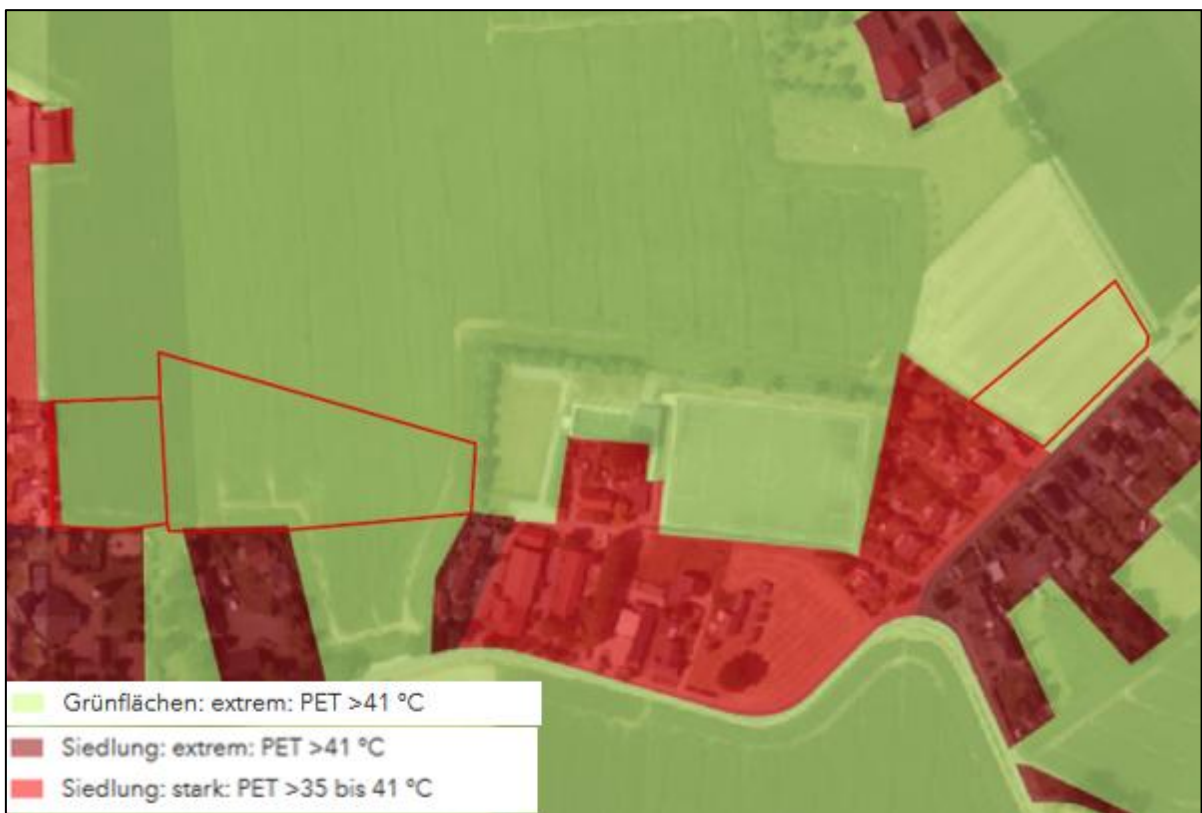 Grünflächen: extrem: PET >41 °C
Siedlung: extrem: PET >41 °C
Siedlung: stark: PET >35 bis 41 °C